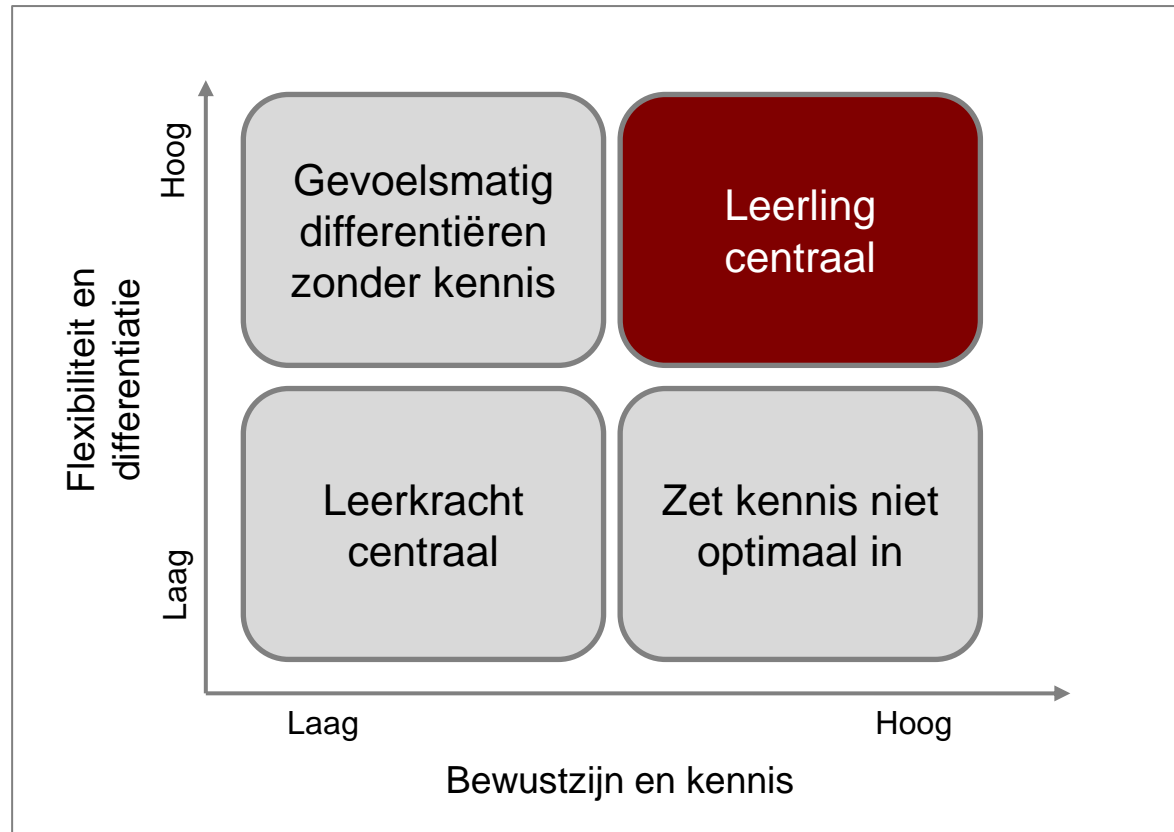 Flexibiliteit en
differentiatie
Hoog
Laag
Gevoelsmatig
differentiëren
zonder kennis
Leerling
centraal
Leerkracht
centraal
Zet kennis niet
optimaal in
Laag
Hoog
Bewustzijn en kennis